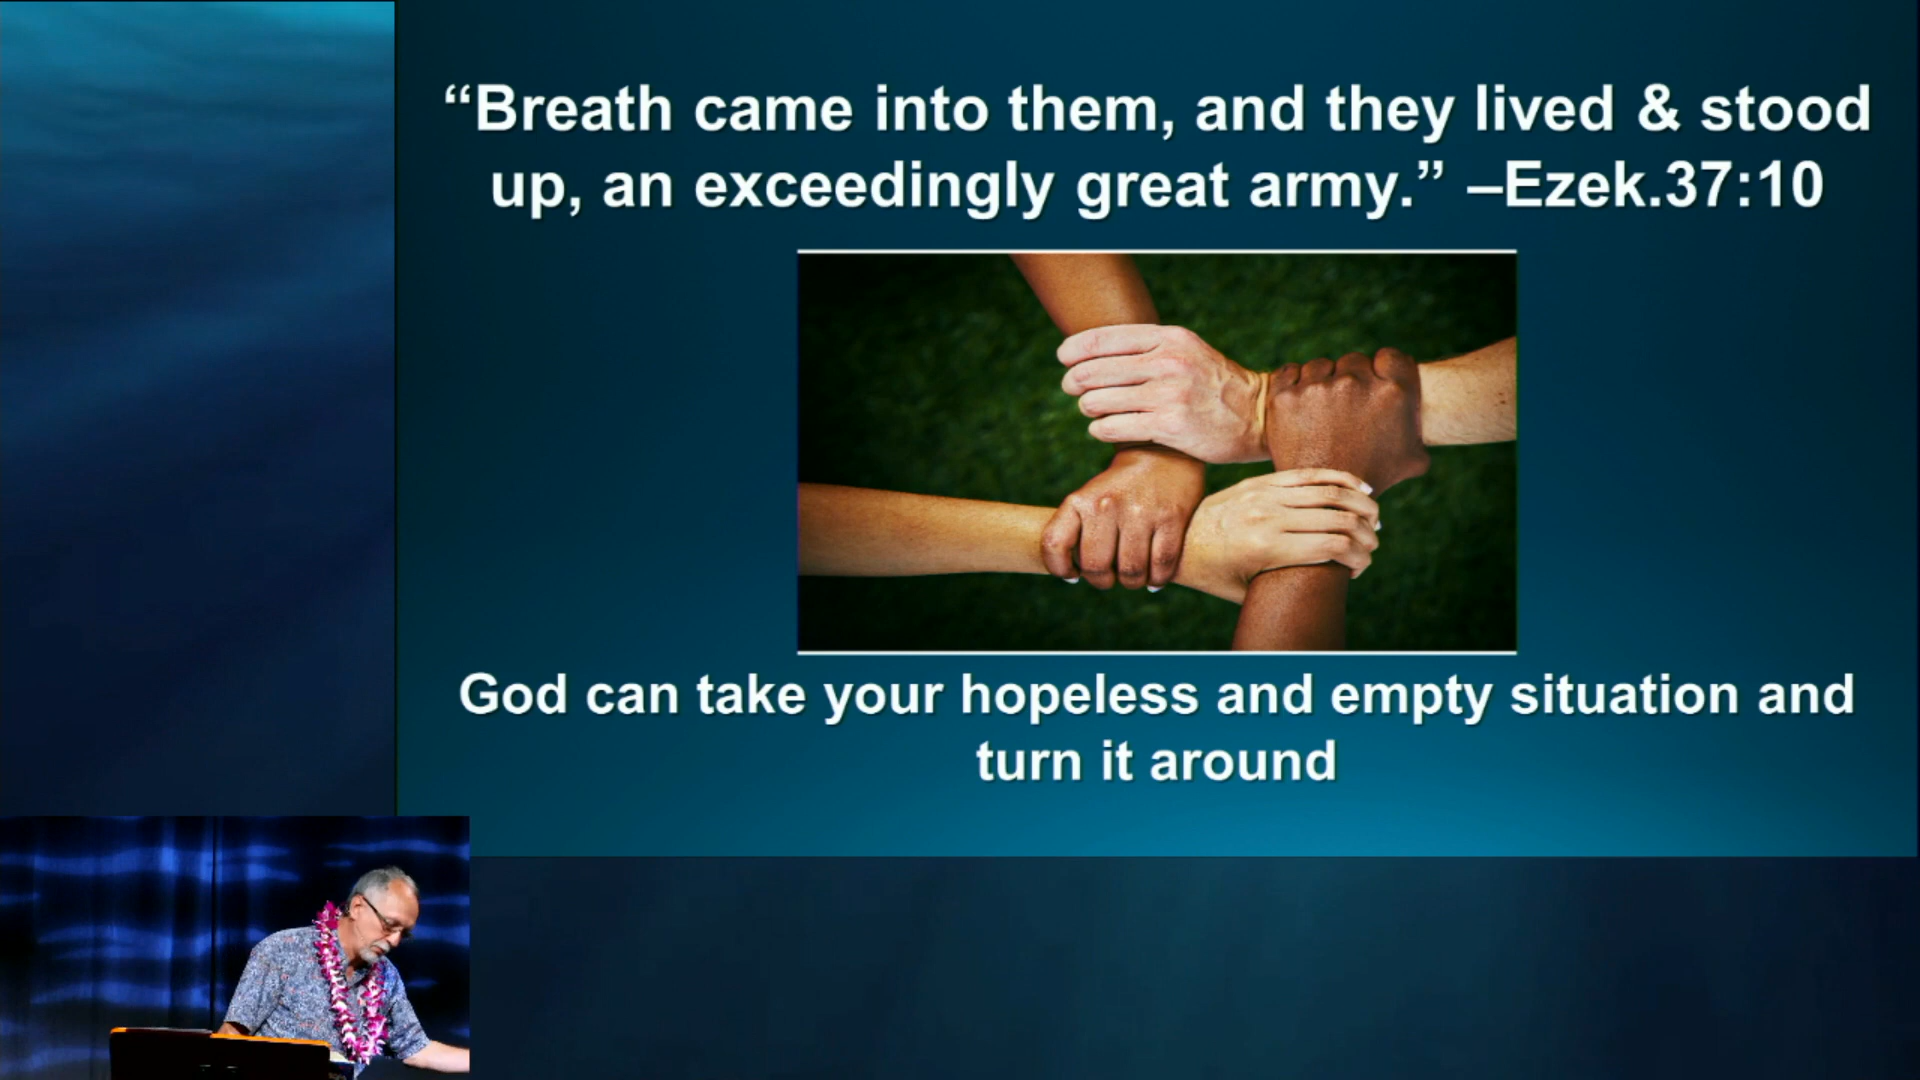 “Breath came into them, and they lived & stood
up, an exceedingly great army.” –Ezek.37:10
God can take your hopeless and empty situation and
turn it around